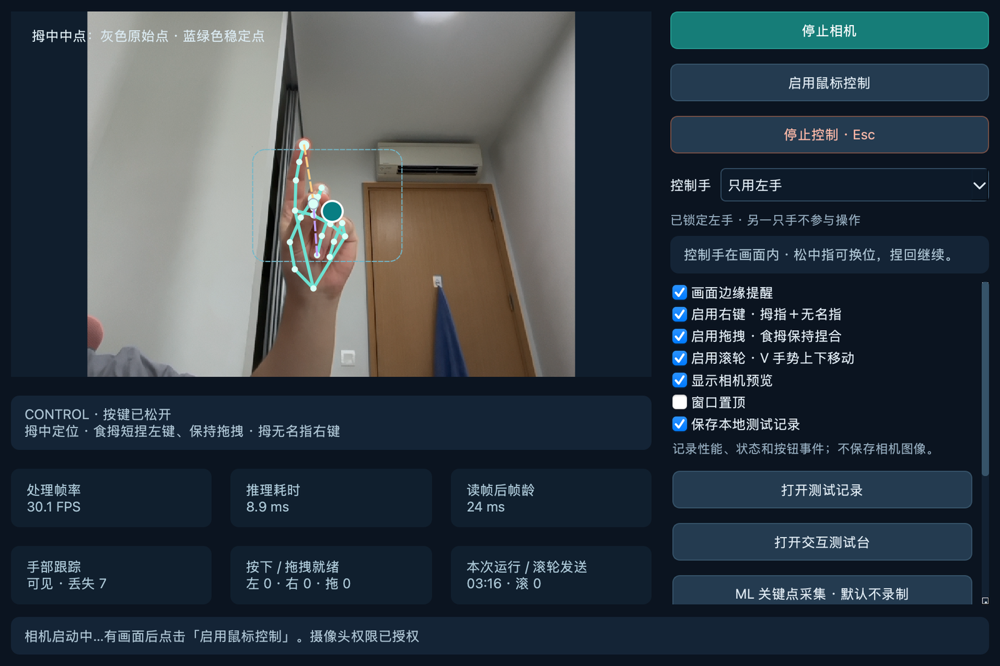 拇中中点：灰色原始点 · 蓝绿色稳定点
停止相机
启用鼠标控制
停止控制 · Esc
控制手
只用左手
已锁定左手 · 另一只手不参与操作
控制手在画面内 · 松中指可换位，捏回继续。
画面边缘提醒
启用右键 · 拇指＋无名指
启用拖拽 · 食拇保持捏合
启用滚轮 · V 手势上下移动
显示相机预览
窗口置顶
保存本地测试记录
记录性能、状态和按钮事件；不保存相机图像。
打开测试记录
打开交互测试台
ML 关键点采集 · 默认不录制
CONTROL · 按键已松开
拇中定位 · 食拇短捏左键、保持拖拽 · 拇无名指右键
处理帧率
30.1 FPS
推理耗时
8.9 ms
读帧后帧龄
24 ms
手部跟踪
可见 · 丢失 7
按下 / 拖拽就绪
左 0 · 右 0 · 拖 0
本次运行 / 滚轮发送
03:16 · 滚 0
相机启动中...有画面后点击「启用鼠标控制」。摄像头权限已授权